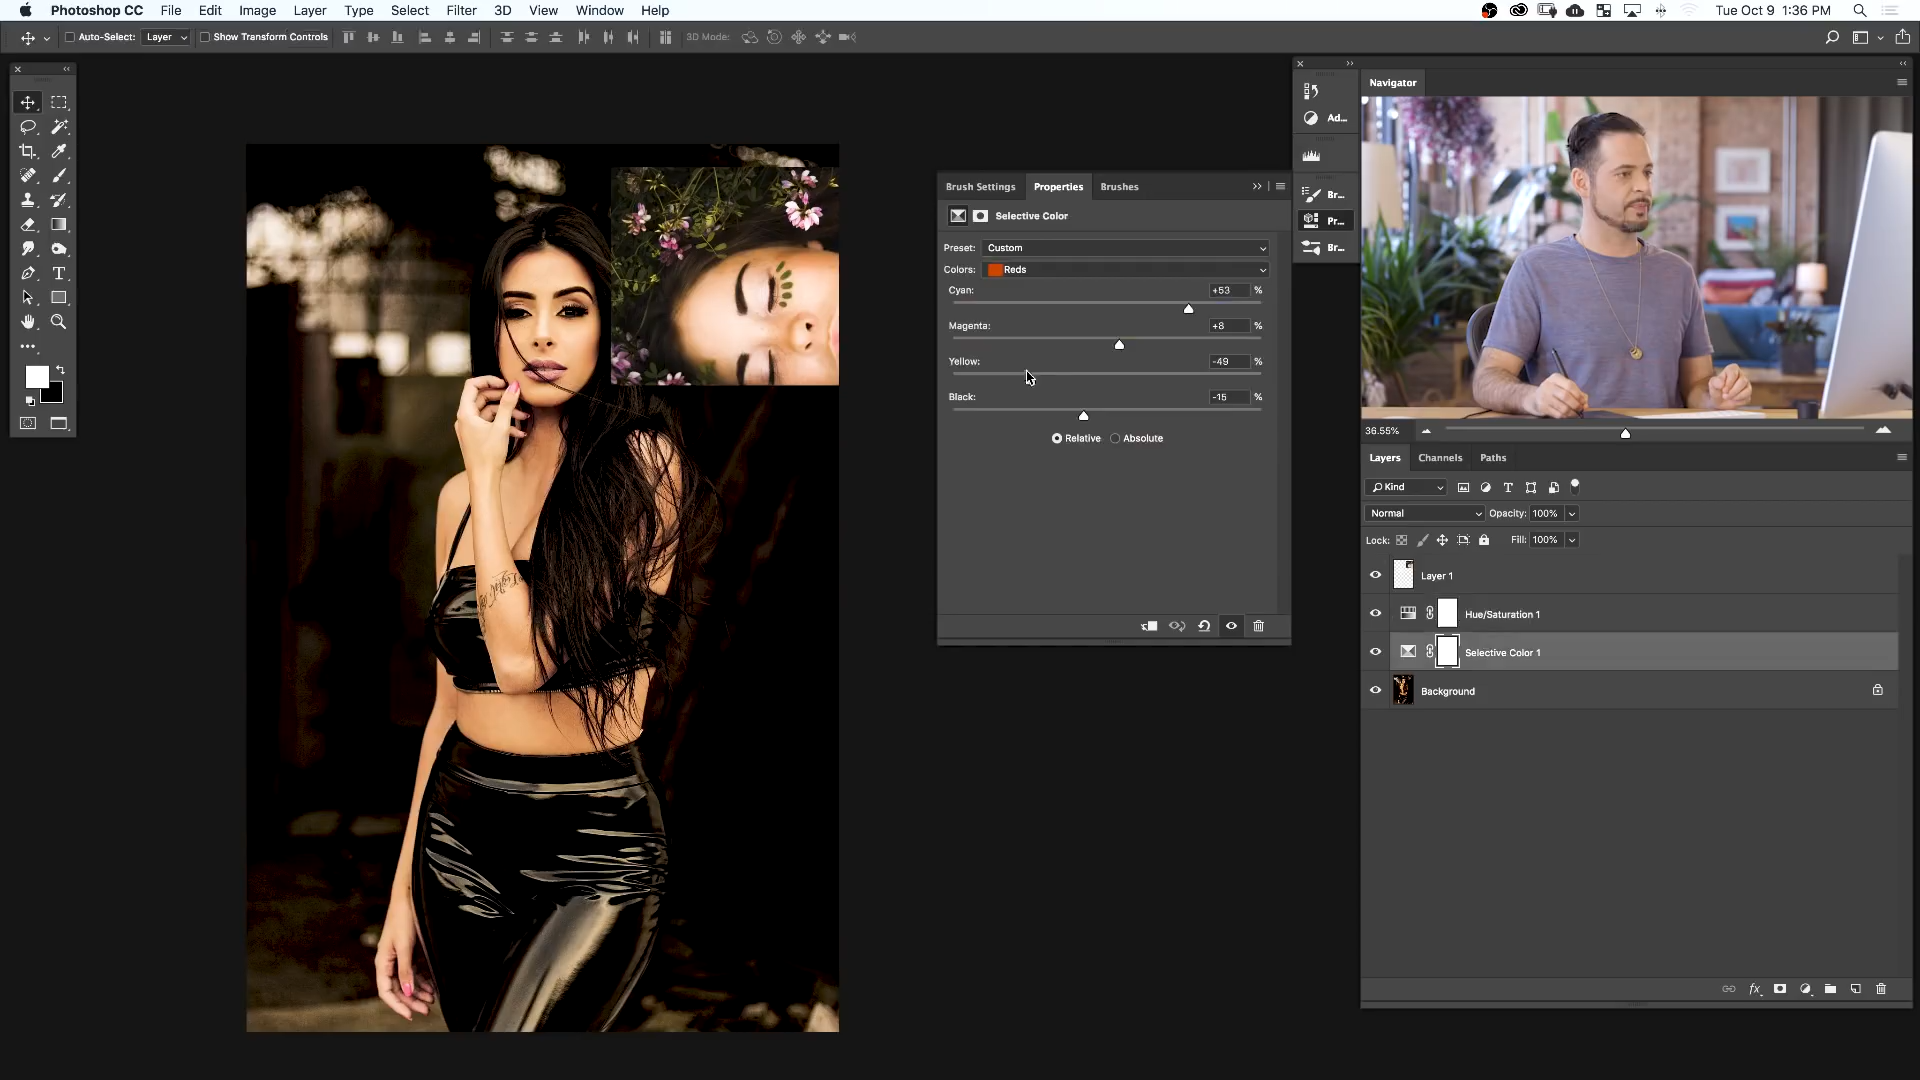 Photoshop CC File Edit Image Layer Type Select Filter 3D View Window Help Tue Oct 9 1:36 PM
Auto-Select: Layer Show Transform Controls 3D Mode:
Navigator
Ad...
Br...
Pr...
Br...
Brush Settings Properties Brushes
Selective Color
Preset: Custom
Colors: Reds
Cyan: +53 %
Magenta: +8 %
Yellow: -49 %
Black: -15 %
Relative Absolute
36.55%
Layers Channels Paths
Kind
Normal Opacity: 100%
Lock: Fill: 100%
Layer 1
Hue/Saturation 1
Selective Color 1
Background
fx